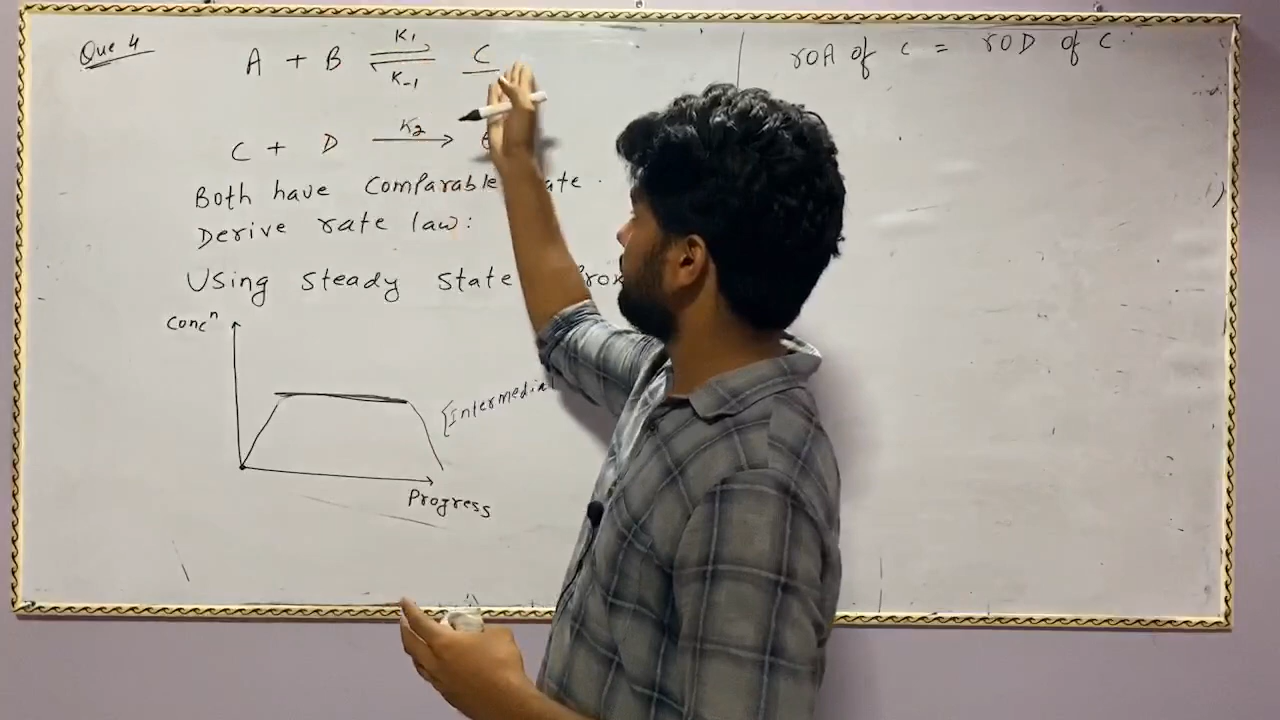 Que 4
A + B K1 K-1 C
C + D K2
Both have Comparable
Derive rate law:
Using steady state
Concn
[Intermedia
Progress
rOA of C = rOD of C.